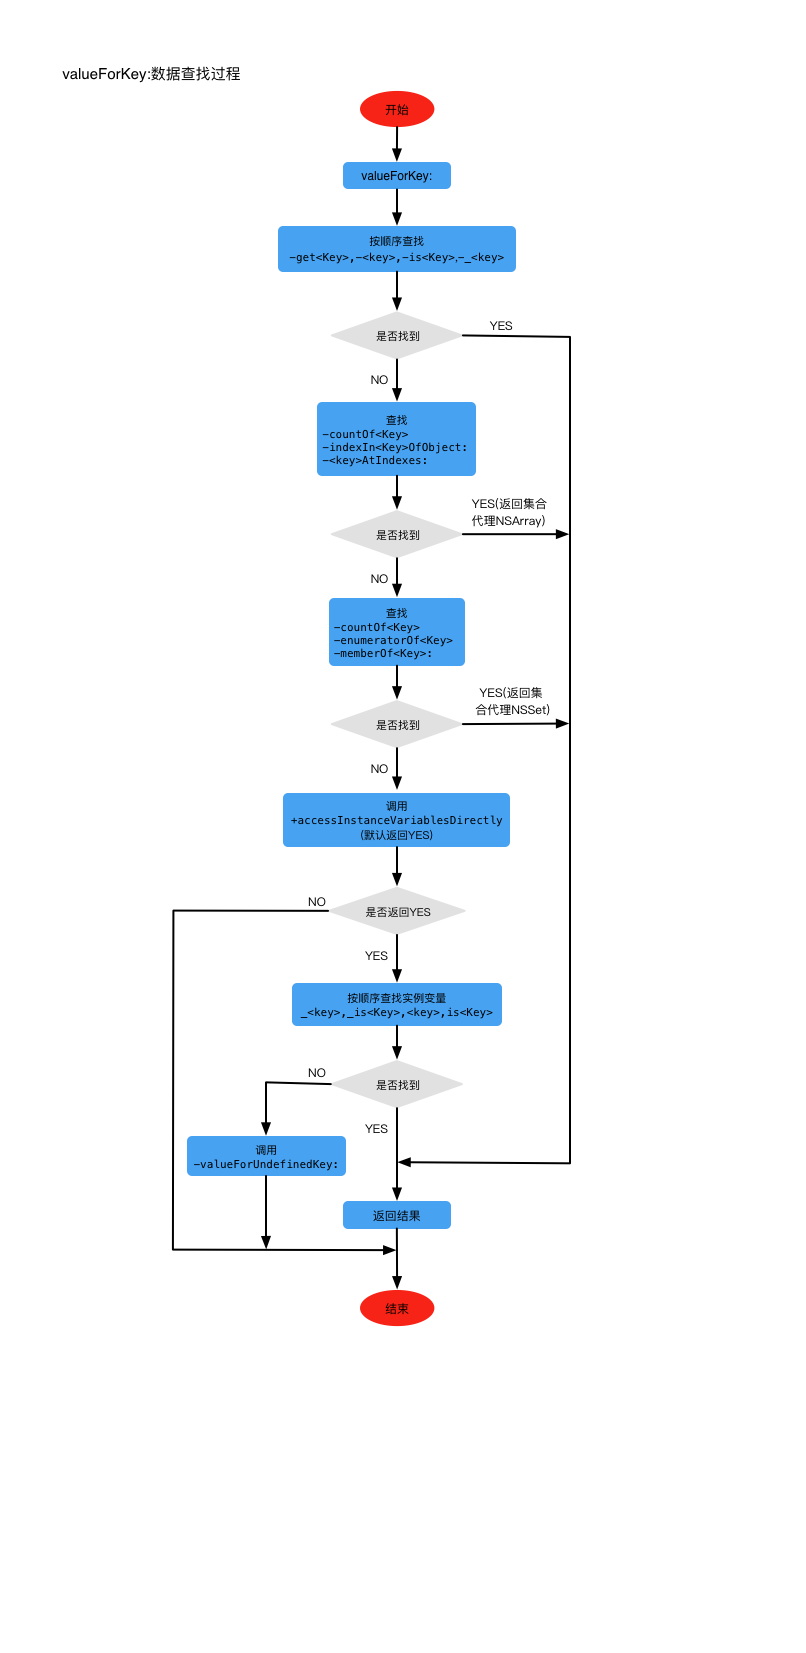 valueForKey:数据查找过程
开始
valueForKey:
按顺序查找
–get<Key>,–<key>,–is<Key>,–_<key>
是否找到
YES
NO
查找
–countOf<Key>
–indexIn<Key>OfObject:
–<key>AtIndexes:
YES(返回集合
代理NSArray)
是否找到
NO
查找
–countOf<Key>
–enumeratorOf<Key>
–memberOf<Key>:
YES(返回集
合代理NSSet)
是否找到
NO
调用
+accessInstanceVariablesDirectly
(默认返回YES)
NO
是否返回YES
YES
按顺序查找实例变量
_<key>,_is<Key>,<key>,is<Key>
NO
是否找到
YES
调用
–valueForUndefinedKey:
返回结果
结束